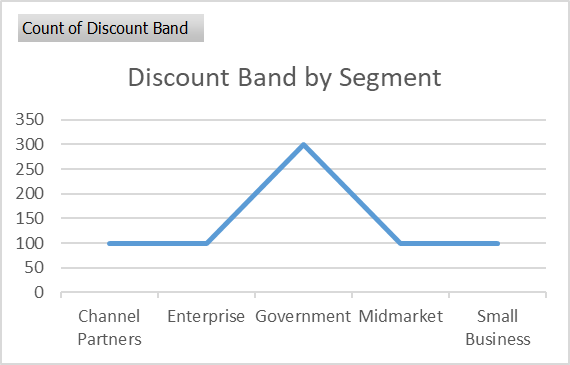 Count of Discount Band
Discount Band by Segment
350
300
250
200
150
100
50
0
Channel Partners
Enterprise
Government
Midmarket
Small Business